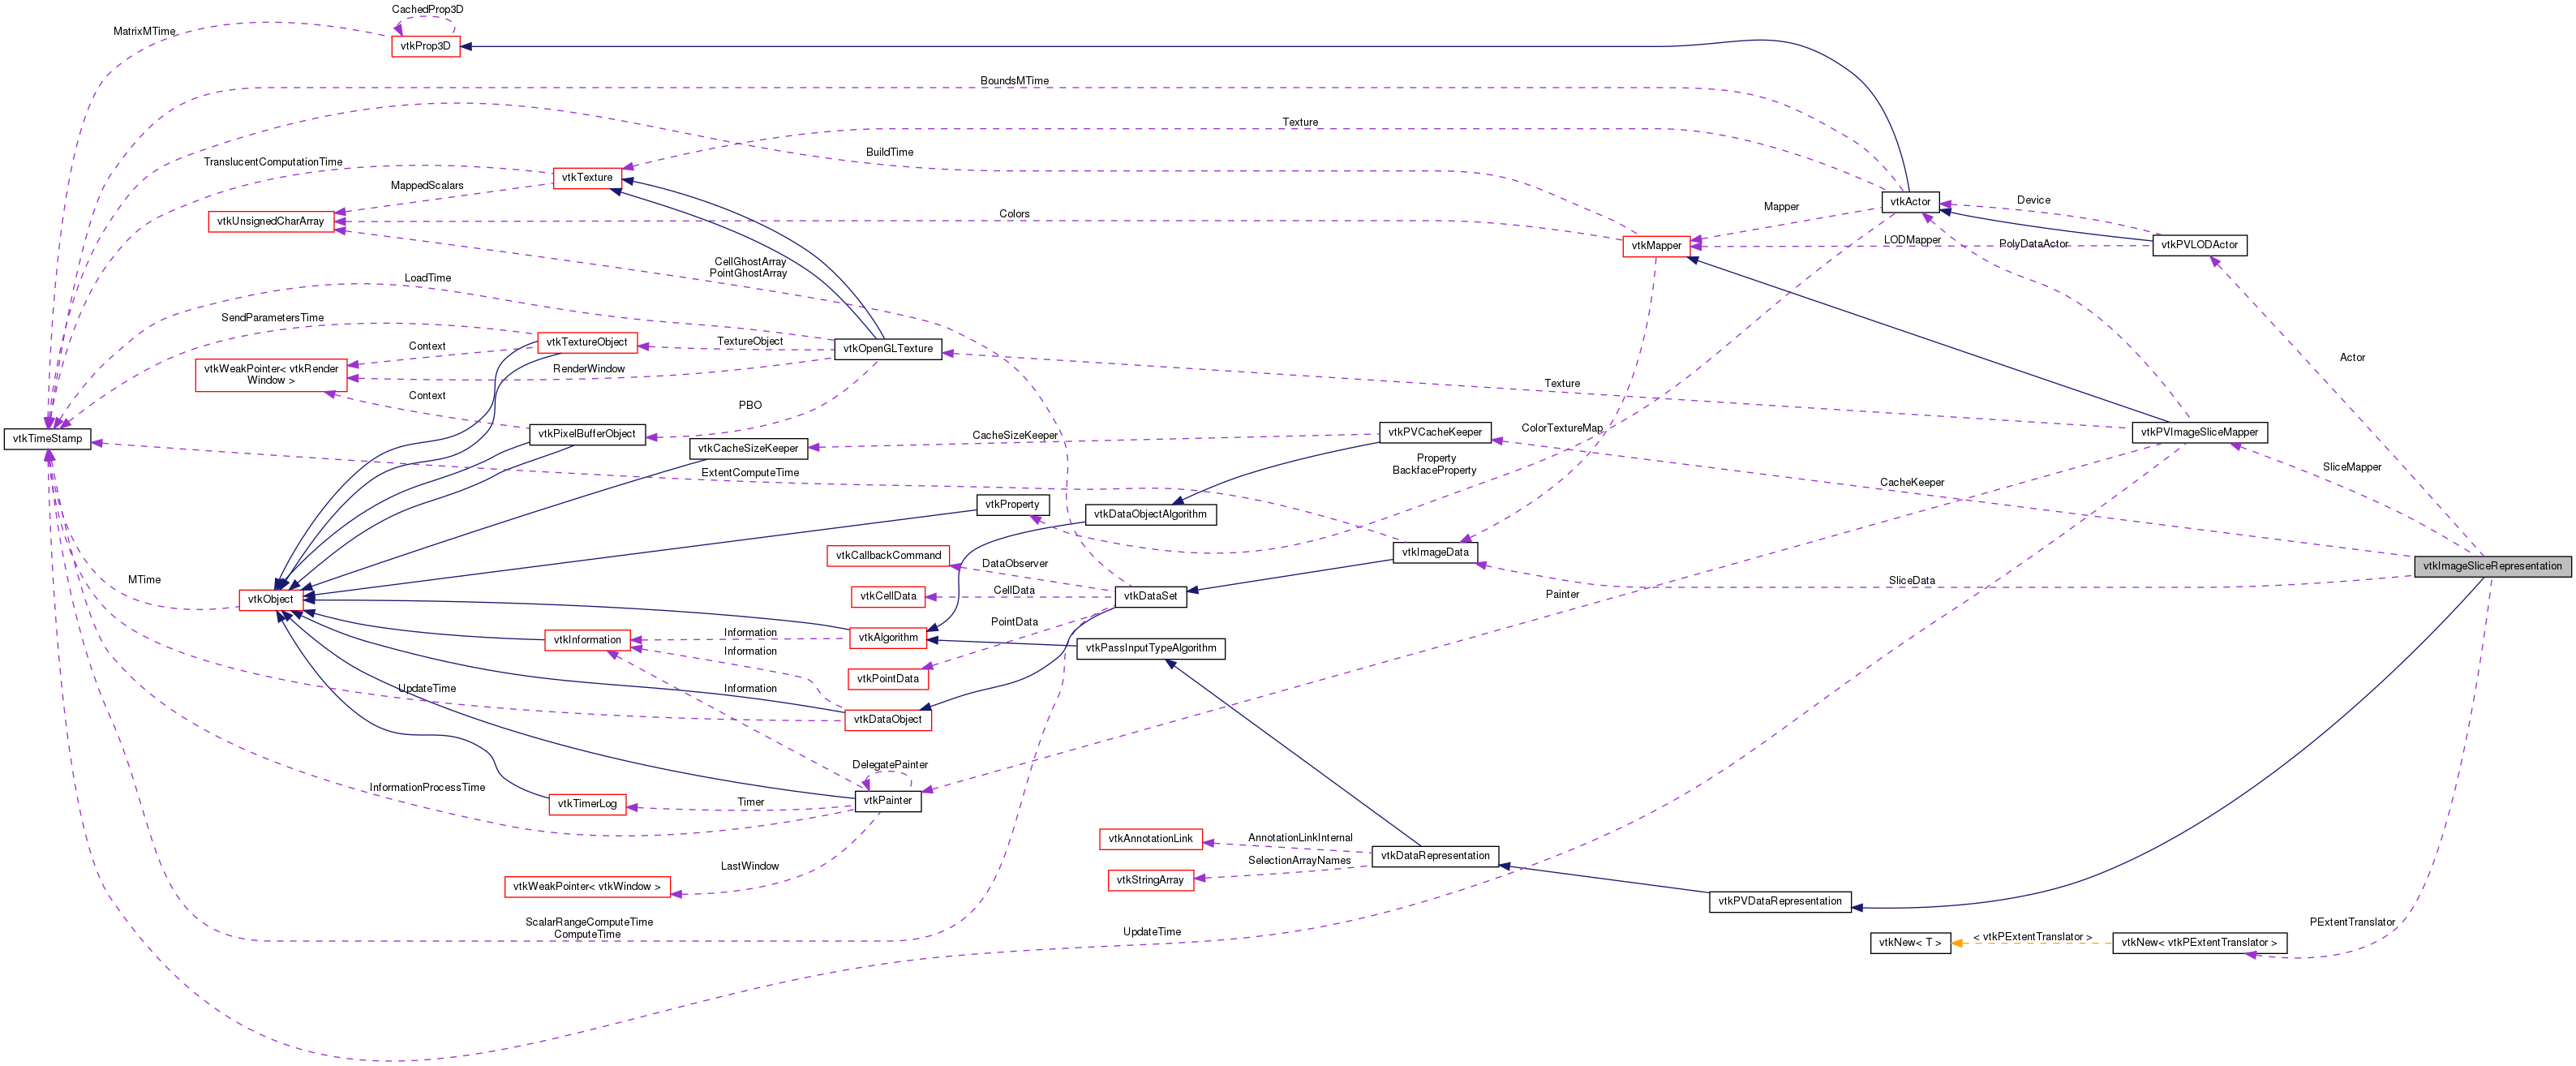 CachedProp3D
MatrixMTime
vtkProp3D
BoundsMTime
Texture
BuildTime
TranslucentComputationTime
vtkTexture
MappedScalars
vtkActor
Device
Mapper
vtkUnsignedCharArray
Colors
vtkMapper
LODMapper
PolyDataActor
vtkPVLODActor
CellGhostArray
PointGhostArray
LoadTime
SendParametersTime
vtkTextureObject
TextureObject
vtkOpenGLTexture
Context
vtkWeakPointer< vtkRender
Window >
RenderWindow
Actor
Texture
Context
PBO
vtkTimeStamp
vtkPixelBufferObject
vtkCacheSizeKeeper
CacheSizeKeeper
vtkPVCacheKeeper
ColorTextureMap
vtkPVImageSliceMapper
ExtentComputeTime
Property
BackfaceProperty
SliceMapper
CacheKeeper
vtkProperty
vtkDataObjectAlgorithm
vtkCallbackCommand
DataObserver
vtkImageData
vtkImageSliceRepresentation
MTime
SliceData
vtkObject
vtkCellData
CellData
vtkDataSet
Painter
PointData
vtkInformation
Information
vtkAlgorithm
Information
vtkPassInputTypeAlgorithm
vtkPointData
UpdateTime
Information
vtkDataObject
DelegatePainter
InformationProcessTime
vtkTimerLog
Timer
vtkPainter
vtkAnnotationLink
AnnotationLinkInternal
vtkDataRepresentation
SelectionArrayNames
LastWindow
vtkStringArray
vtkWeakPointer< vtkWindow >
vtkPVDataRepresentation
ScalarRangeComputeTime
ComputeTime
UpdateTime
PExtentTranslator
vtkNew< T >
< vtkPExtentTranslator >
vtkNew< vtkPExtentTranslator >